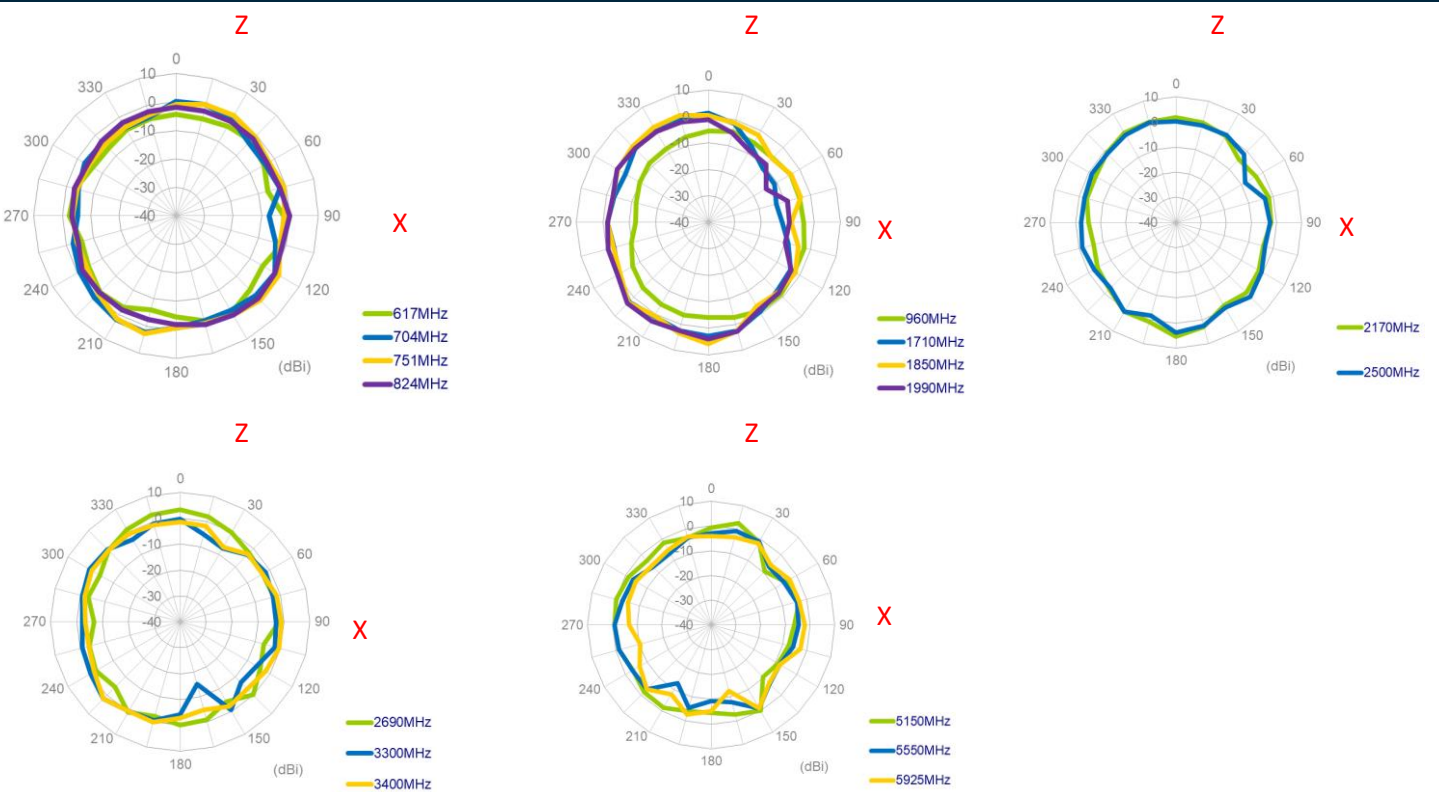 Z
0
10
330
30
0
-10
300
60
-20
-30
270
-40
90
X
240
120
210
150
180
(dBi)
617MHz
704MHz
751MHz
824MHz
Z
0
10
330
30
0
-10
300
60
-20
-30
270
-40
90
X
240
120
210
150
180
(dBi)
960MHz
1710MHz
1850MHz
1990MHz
Z
0
10
330
30
0
-10
300
60
-20
-30
270
-40
90
X
240
120
210
150
180
(dBi)
2170MHz
2500MHz
Z
0
10
330
30
0
-10
300
60
-20
-30
270
-40
90
X
240
120
210
150
180
(dBi)
2690MHz
3300MHz
3400MHz
Z
0
10
330
30
0
-10
300
60
-20
-30
270
-40
90
X
240
120
210
150
180
(dBi)
5150MHz
5550MHz
5925MHz